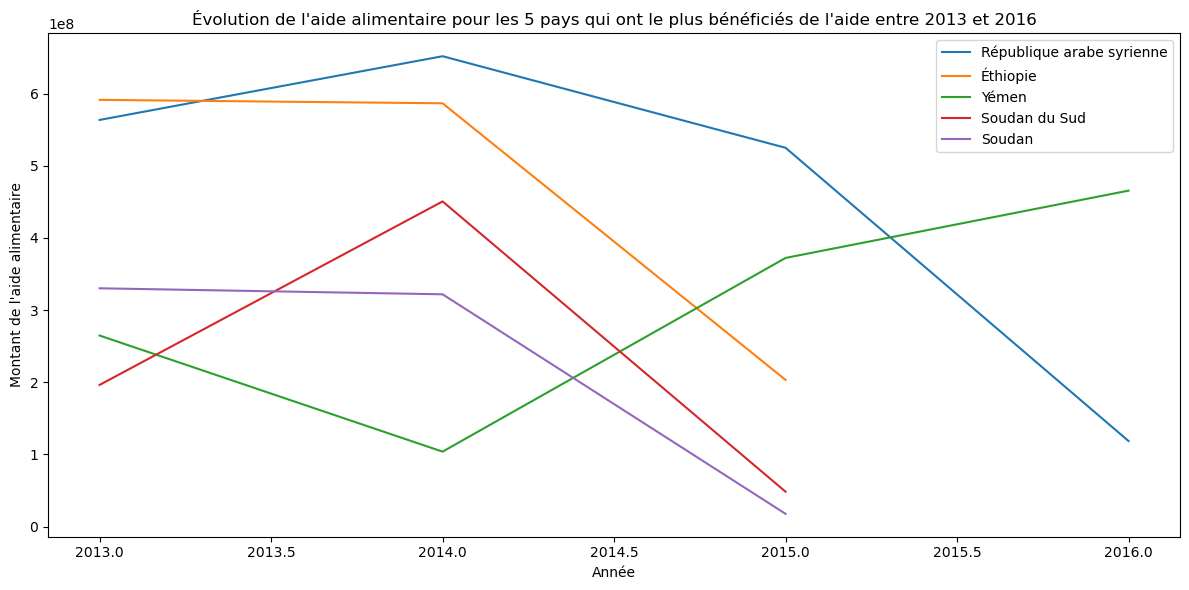 Évolution de l'aide alimentaire pour les 5 pays qui ont le plus bénéficiés de l'aide entre 2013 et 2016
1e8
République arabe syrienne
Éthiopie
Yémen
Soudan du Sud
Soudan
6
5
4
3
2
1
0
Montant de l'aide alimentaire
2013.0 2013.5 2014.0 2014.5 2015.0 2015.5 2016.0
Année